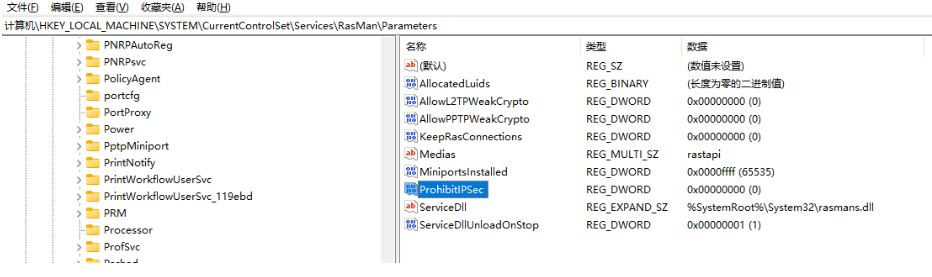 文件(F) 编辑(E) 查看(V) 收藏夹(A) 帮助(H)
计算机\HKEY_LOCAL_MACHINE\SYSTEM\CurrentControlSet\Services\RasMan\Parameters
PNRPAutoReg
PNRPsvc
PolicyAgent
portcfg
PortProxy
Power
PptpMiniport
PrintNotify
PrintWorkflowUserSvc
PrintWorkflowUserSvc_119ebd
PRM
Processor
ProfSvc
名称 类型 数据
(默认) REG_SZ (数值未设置)
AllocatedLuids REG_BINARY (长度为零的二进制值)
AllowL2TPWeakCrypto REG_DWORD 0x00000000 (0)
AllowPPTPWeakCrypto REG_DWORD 0x00000000 (0)
KeepRasConnections REG_DWORD 0x00000000 (0)
Medias REG_MULTI_SZ rastapi
MiniportsInstalled REG_DWORD 0x0000ffff (65535)
ProhibitIPSec REG_DWORD 0x00000000 (0)
ServiceDll REG_EXPAND_SZ %SystemRoot%\System32\rasmans.dll
ServiceDllUnloadOnStop REG_DWORD 0x00000001 (1)